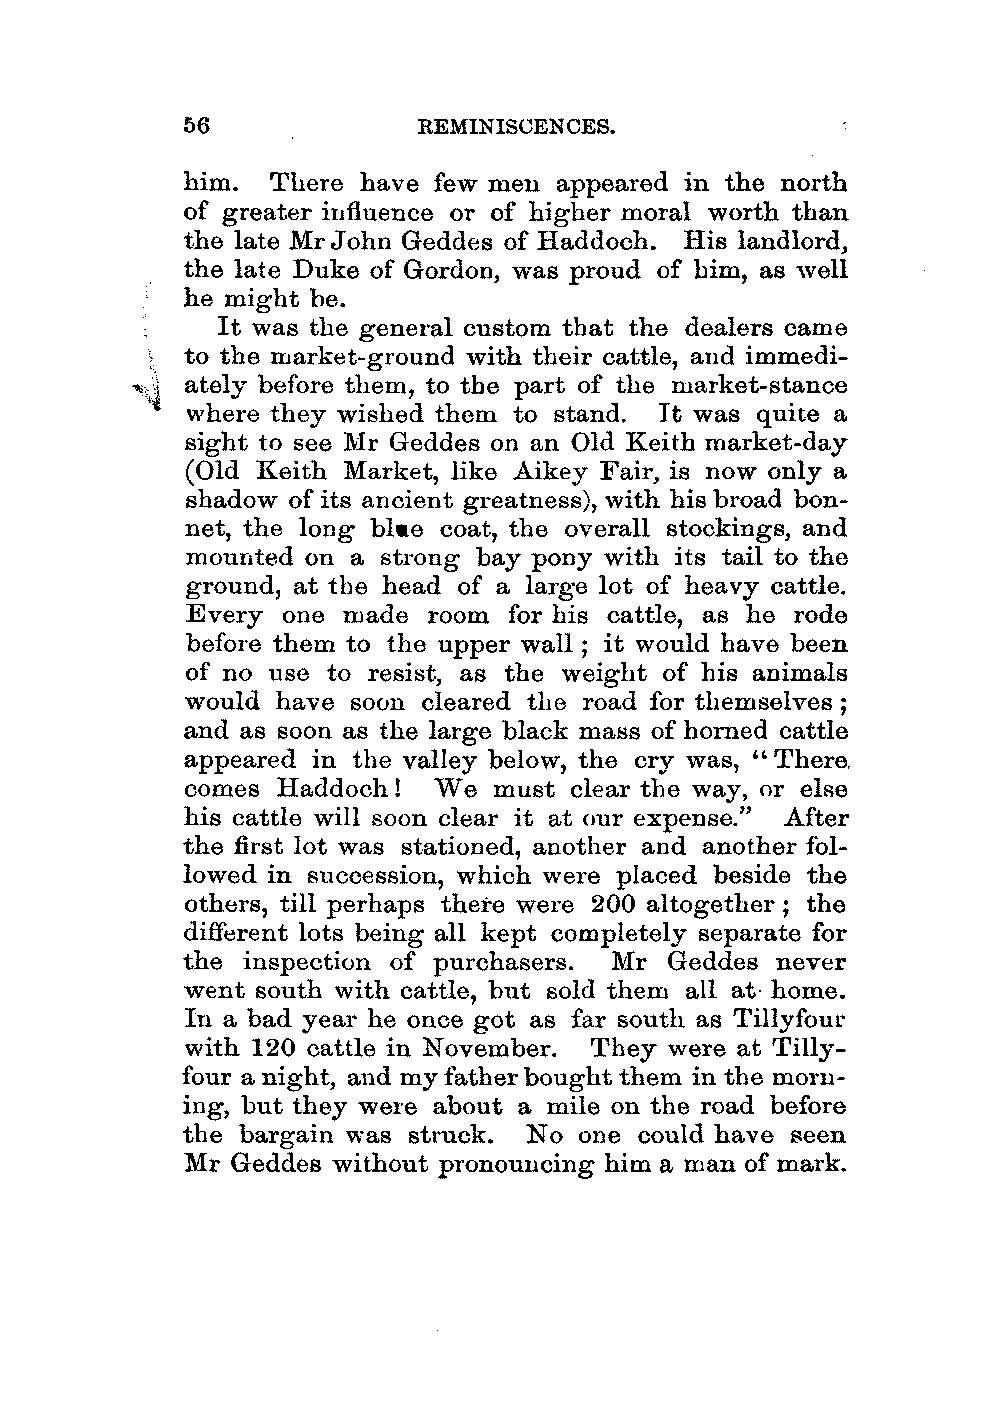 56 REMINISCENCES.
him. There have few men appeared in the north
of greater influence or of higher moral worth than
the late Mr John Geddes of Haddoch. His landlord,
the late Duke of Gordon, was proud of him, as well
he might be.
It was the general custom that the dealers came
to the market-ground with their cattle, and immedi-
ately before them, to the part of the market-stance
where they wished them to stand. It was quite a
sight to see Mr Geddes on an Old Keith market-day
(Old Keith Market, like Aikey Fair, is now only a
shadow of its ancient greatness), with his broad bon-
net, the long blue coat, the overall stockings, and
mounted on a strong bay pony with its tail to the
ground, at the head of a large lot of heavy cattle.
Every one made room for his cattle, as he rode
before them to the upper wall ; it would have been
of no use to resist, as the weight of his animals
would have soon cleared the road for themselves ;
and as soon as the large black mass of horned cattle
appeared in the valley below, the cry was, “There
comes Haddoch! We must clear the way, or else
his cattle will soon clear it at our expense.” After
the first lot was stationed, another and another fol-
lowed in succession, which were placed beside the
others, till perhaps there were 200 altogether ; the
different lots being all kept completely separate for
the inspection of purchasers. Mr Geddes never
went south with cattle, but sold them all at home.
In a bad year he once got as far south as Tillyfour
with 120 cattle in November. They were at Tilly-
four a night, and my father bought them in the morn-
ing, but they were about a mile on the road before
the bargain was struck. No one could have seen
Mr Geddes without pronouncing him a man of mark.